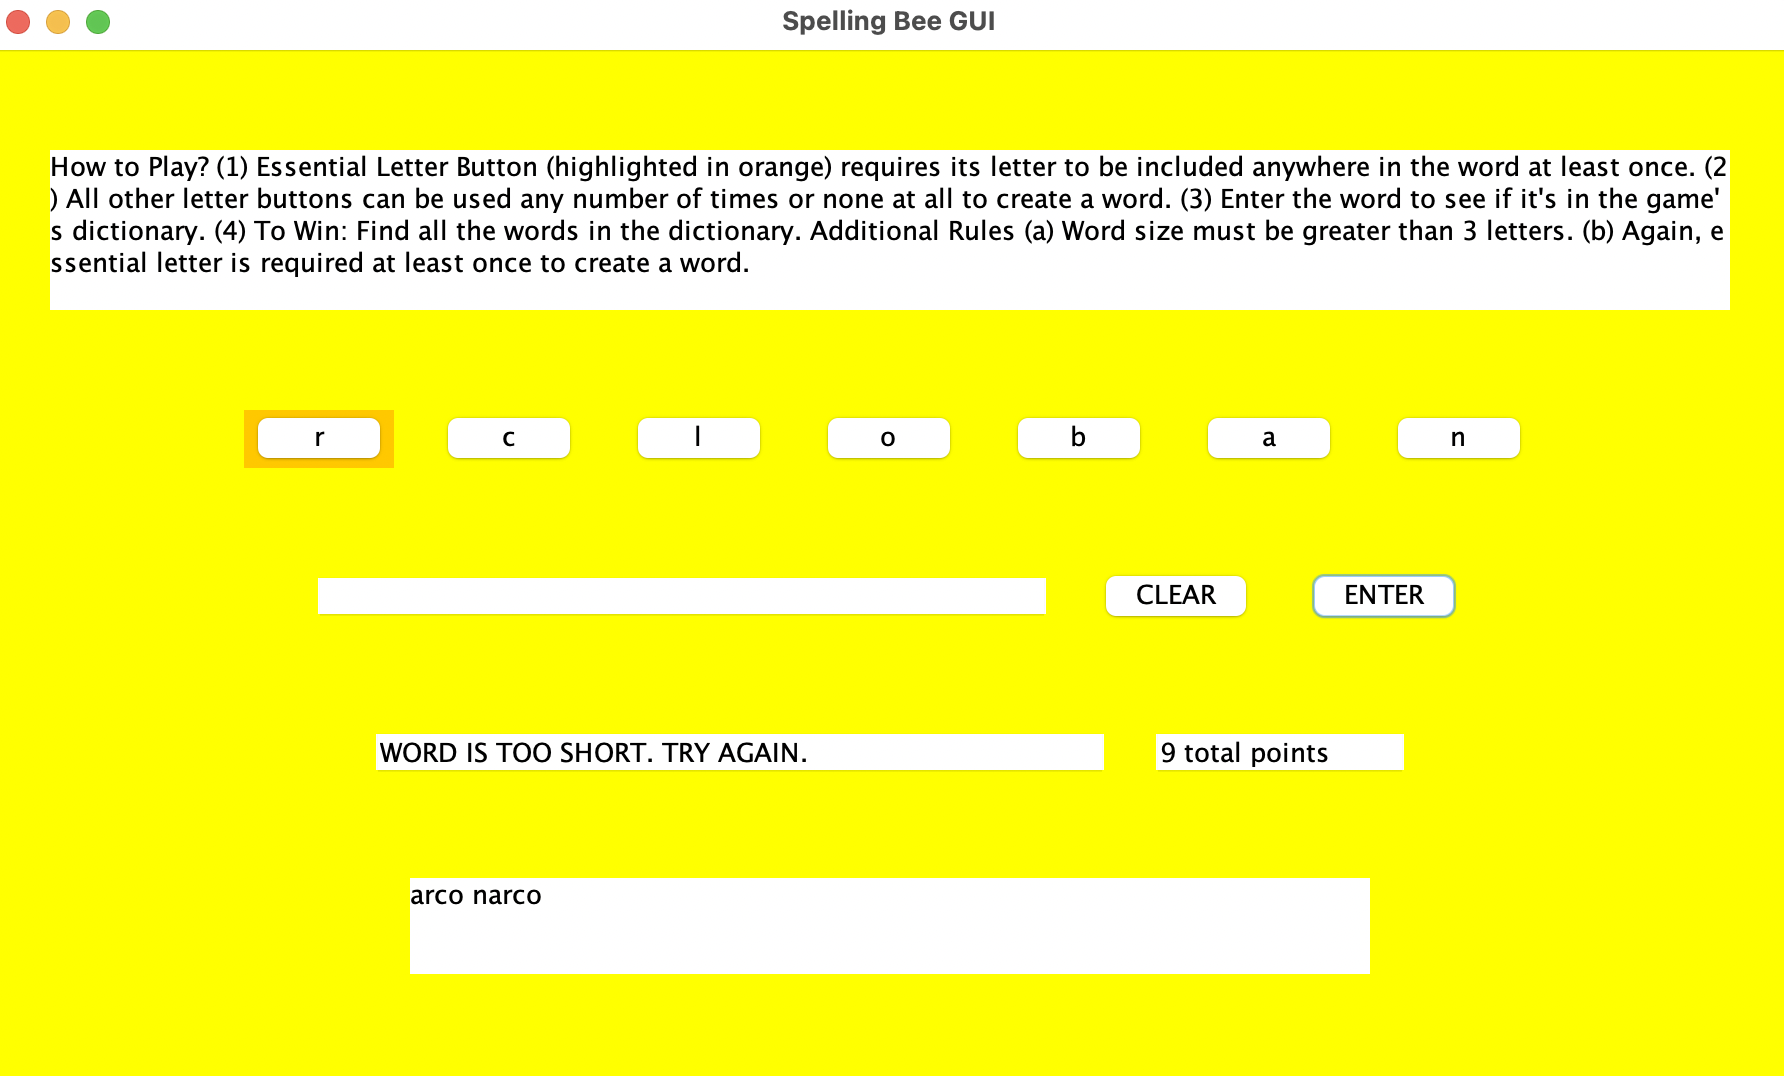 Spelling Bee GUI
How to Play? (1) Essential Letter Button (highlighted in orange) requires its letter to be included anywhere in the word at least once. (2
) All other letter buttons can be used any number of times or none at all to create a word. (3) Enter the word to see if it's in the game'
s dictionary. (4) To Win: Find all the words in the dictionary. Additional Rules (a) Word size must be greater than 3 letters. (b) Again, e
ssential letter is required at least once to create a word.
r c l o b a n
CLEAR ENTER
WORD IS TOO SHORT. TRY AGAIN. 9 total points
arco narco